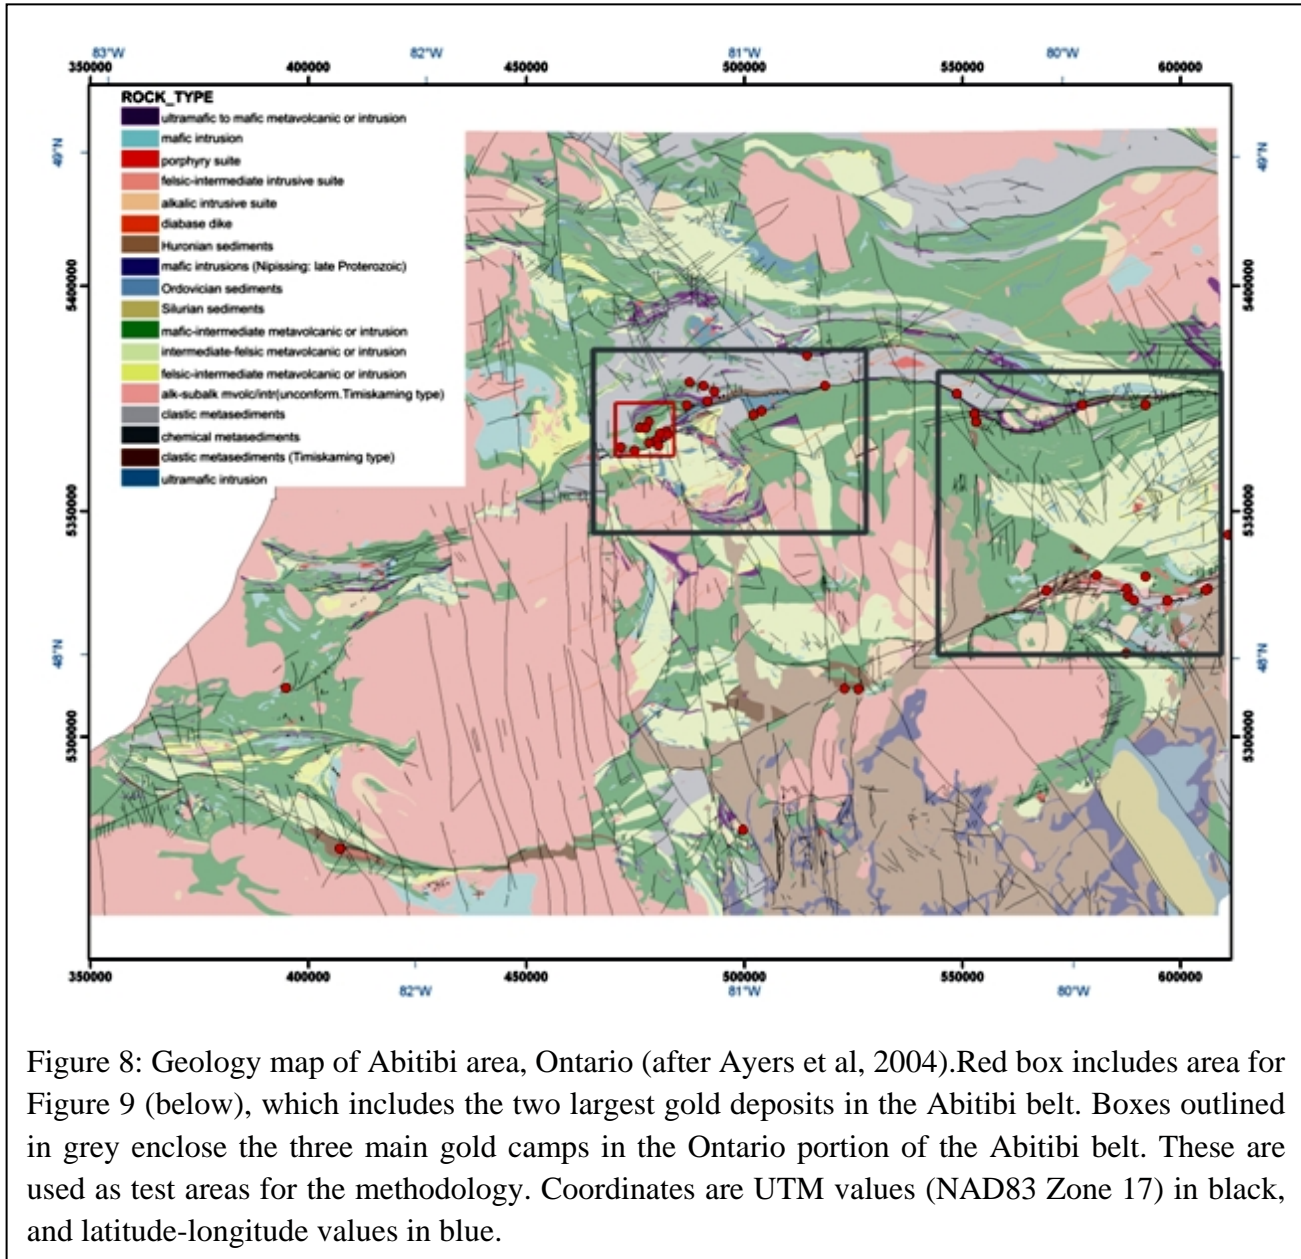 83°W 82°W 81°W 80°W
350000 400000 450000 500000 550000 600000
ROCK_TYPE
ultramafic to mafic metavolcanic or intrusion
mafic intrusion
porphyry suite
felsic-intermediate intrusive suite
alkalic intrusive suite
diabase dike
Huronian sediments
mafic intrusions (Nipissing: late Proterozoic)
Ordovician sediments
Silurian sediments
mafic-intermediate metavolcanic or intrusion
intermediate-felsic metavolcanic or intrusion
felsic-intermediate metavolcanic or intrusion
alk-subalk mvolc/intr(unconform.Timiskaming type)
clastic metasediments
chemical metasediments
clastic metasediments (Timiskaming type)
ultramafic intrusion
49°N 49°N
5400000 5400000
5350000 5350000
48°N 48°N
5300000 5300000
350000 400000 450000 500000 550000 600000
82°W 81°W 80°W
Figure 8: Geology map of Abitibi area, Ontario (after Ayers et al, 2004).Red box includes area for
Figure 9 (below), which includes the two largest gold deposits in the Abitibi belt. Boxes outlined
in grey enclose the three main gold camps in the Ontario portion of the Abitibi belt. These are
used as test areas for the methodology. Coordinates are UTM values (NAD83 Zone 17) in black,
and latitude-longitude values in blue.